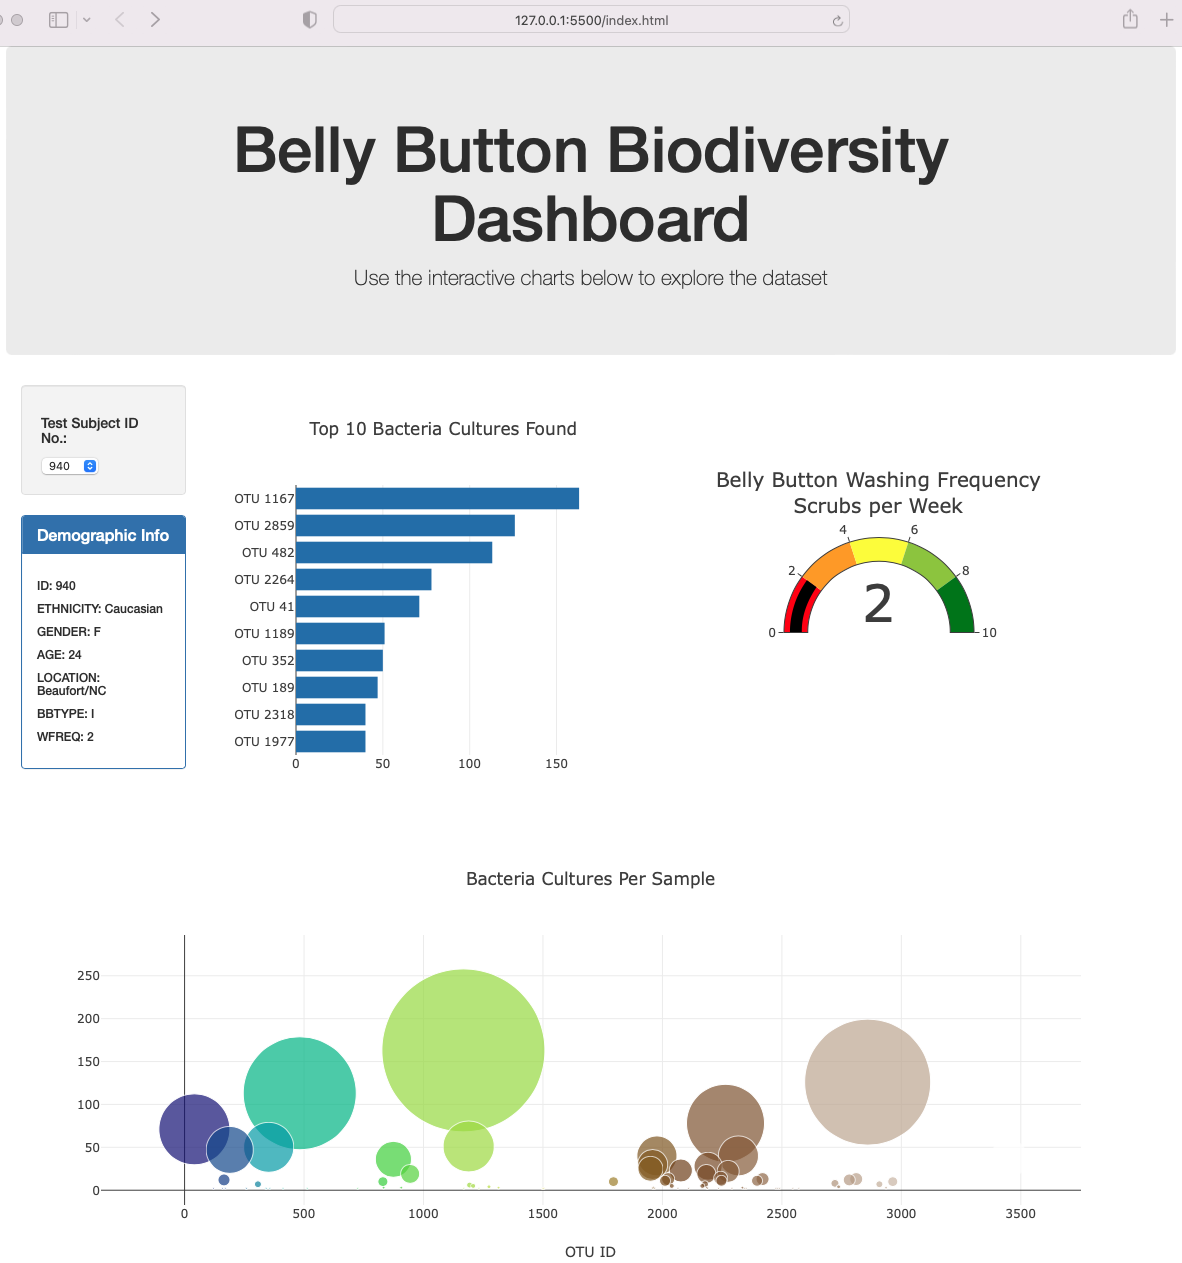 127.0.0.1:5500/index.html
Belly Button Biodiversity
Dashboard
Use the interactive charts below to explore the dataset
Test Subject ID
No.:
940
Demographic Info
ID: 940
ETHNICITY: Caucasian
GENDER: F
AGE: 24
LOCATION:
Beaufort/NC
BBTYPE: I
WFREQ: 2
Top 10 Bacteria Cultures Found
OTU 1167
OTU 2859
OTU 482
OTU 2264
OTU 41
OTU 1189
OTU 352
OTU 189
OTU 2318
OTU 1977
0 50 100 150
Belly Button Washing Frequency
Scrubs per Week
4 6
2 8
2
0 10
Bacteria Cultures Per Sample
250
200
150
100
50
0
0 500 1000 1500 2000 2500 3000 3500
OTU ID